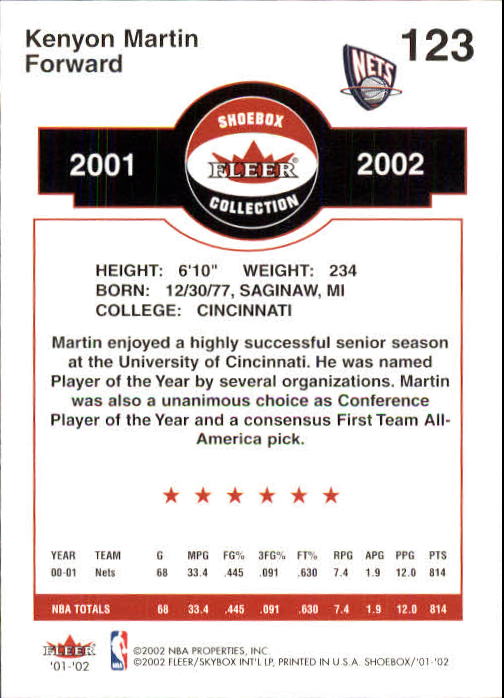 Kenyon Martin
Forward
123
NETS
SHOEBOX
2001 FLEER 2002
COLLECTION
HEIGHT: 6'10" WEIGHT: 234
BORN: 12/30/77, SAGINAW, MI
COLLEGE: CINCINNATI
Martin enjoyed a highly successful senior season
at the University of Cincinnati. He was named
Player of the Year by several organizations. Martin
was also a unanimous choice as Conference
Player of the Year and a consensus First Team All-
America pick.
YEAR TEAM G MPG FG% 3FG% FT% RPG APG PPG PTS
00-01 Nets 68 33.4 .445 .091 .630 7.4 1.9 12.0 814
NBA TOTALS 68 33.4 .445 .091 .630 7.4 1.9 12.0 814
FLEER
'01-'02
NBA
©2002 NBA PROPERTIES, INC.
©2002 FLEER/SKYBOX INT'L LP, PRINTED IN U.S.A. SHOEBOX/'01-'02